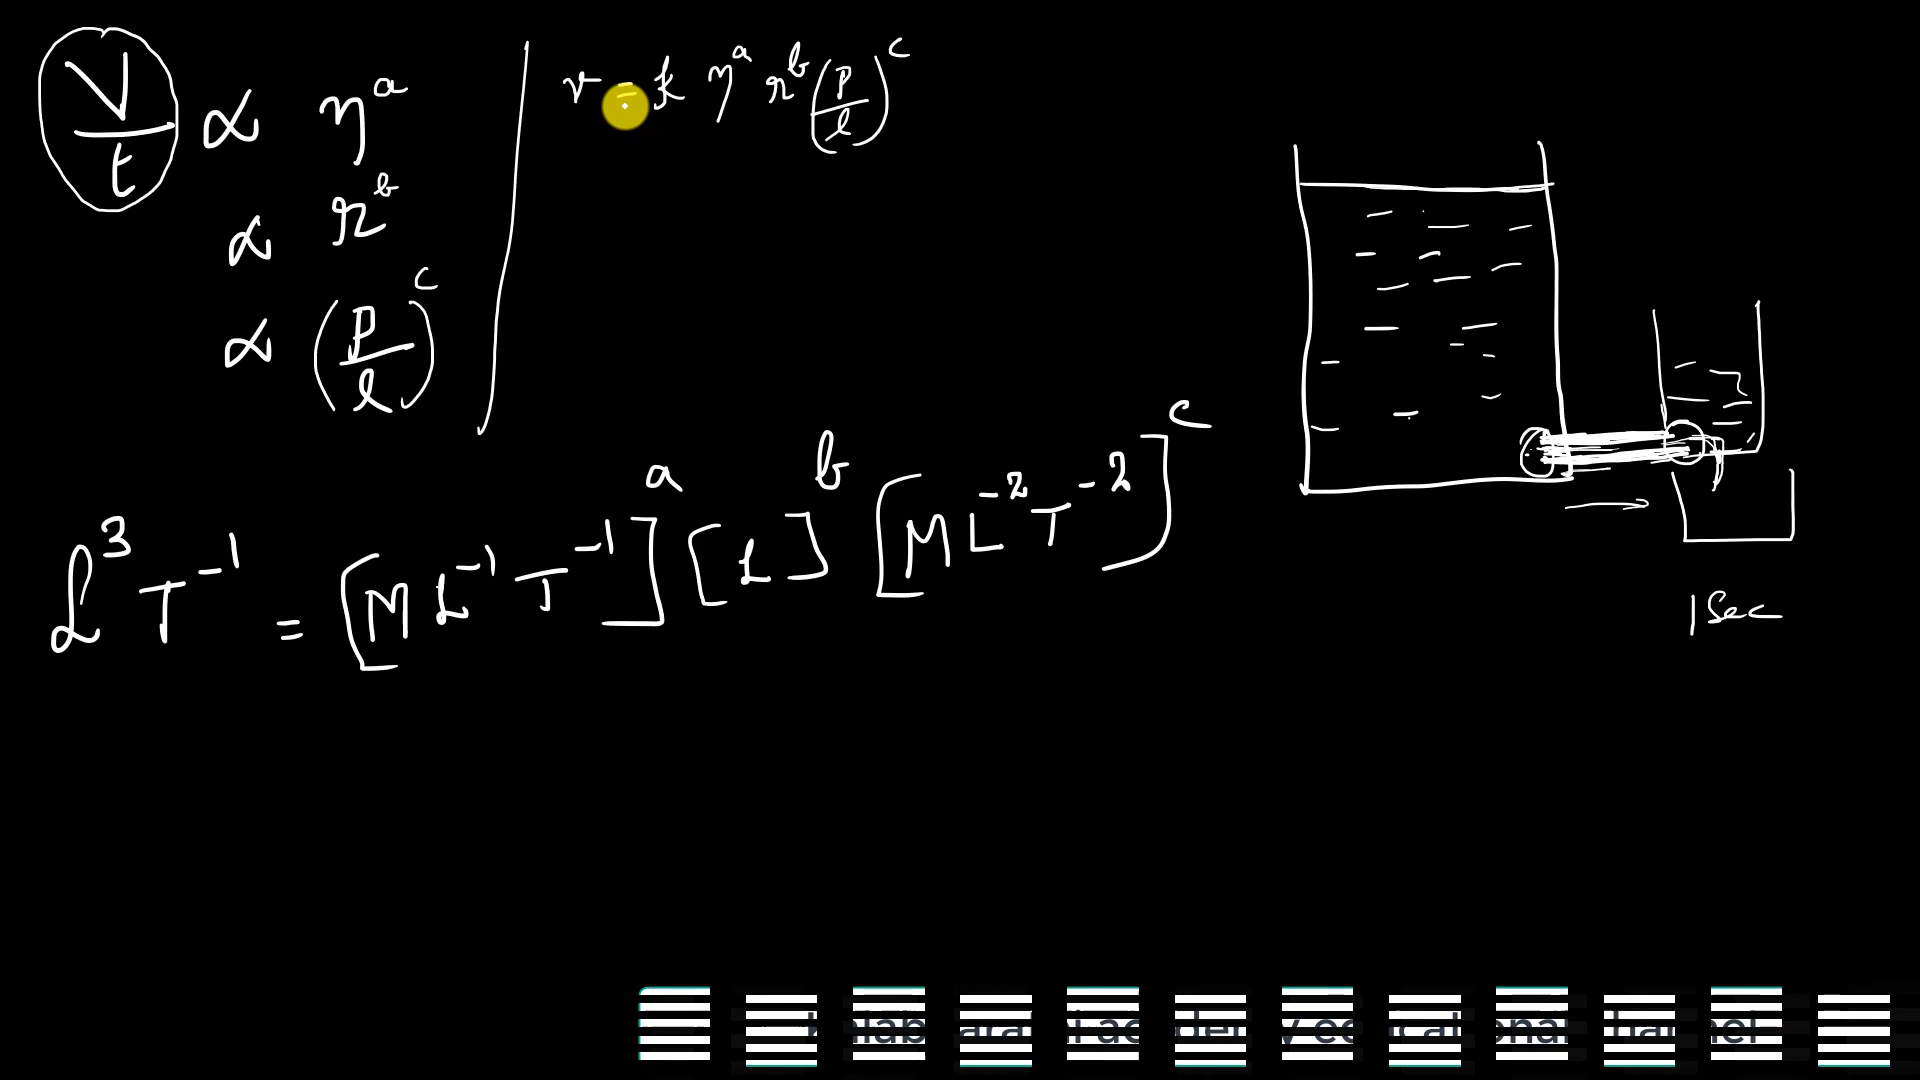 V/t ∝ η^a
∝ r^b
∝ (P/l)^c
v = k η^a r^b (P/l)^c
L^3 T^-1 = [M L^-1 T^-1]^a [L]^b [M L^-2 T^-2]^c
1 Sec